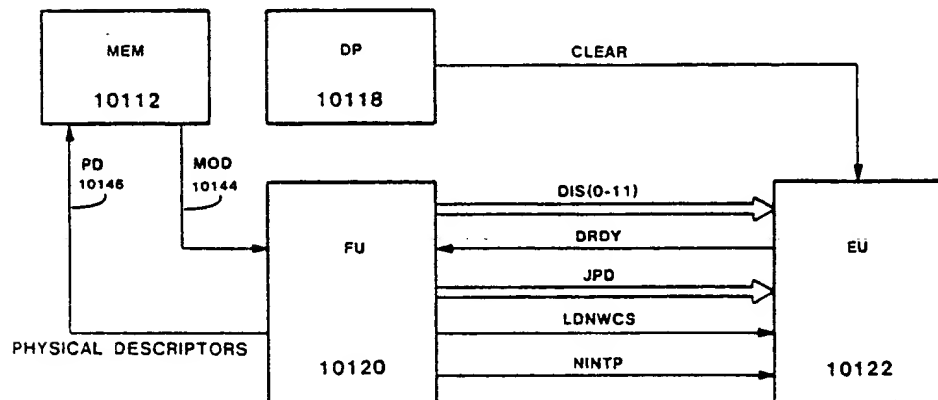 MEM
10112
DP
10118
CLEAR
PD
10146
MOD
10144
DIS(0-11)
DRDY
FU
EU
JPD
LDNWCS
PHYSICAL DESCRIPTORS
NINTP
10120
10122